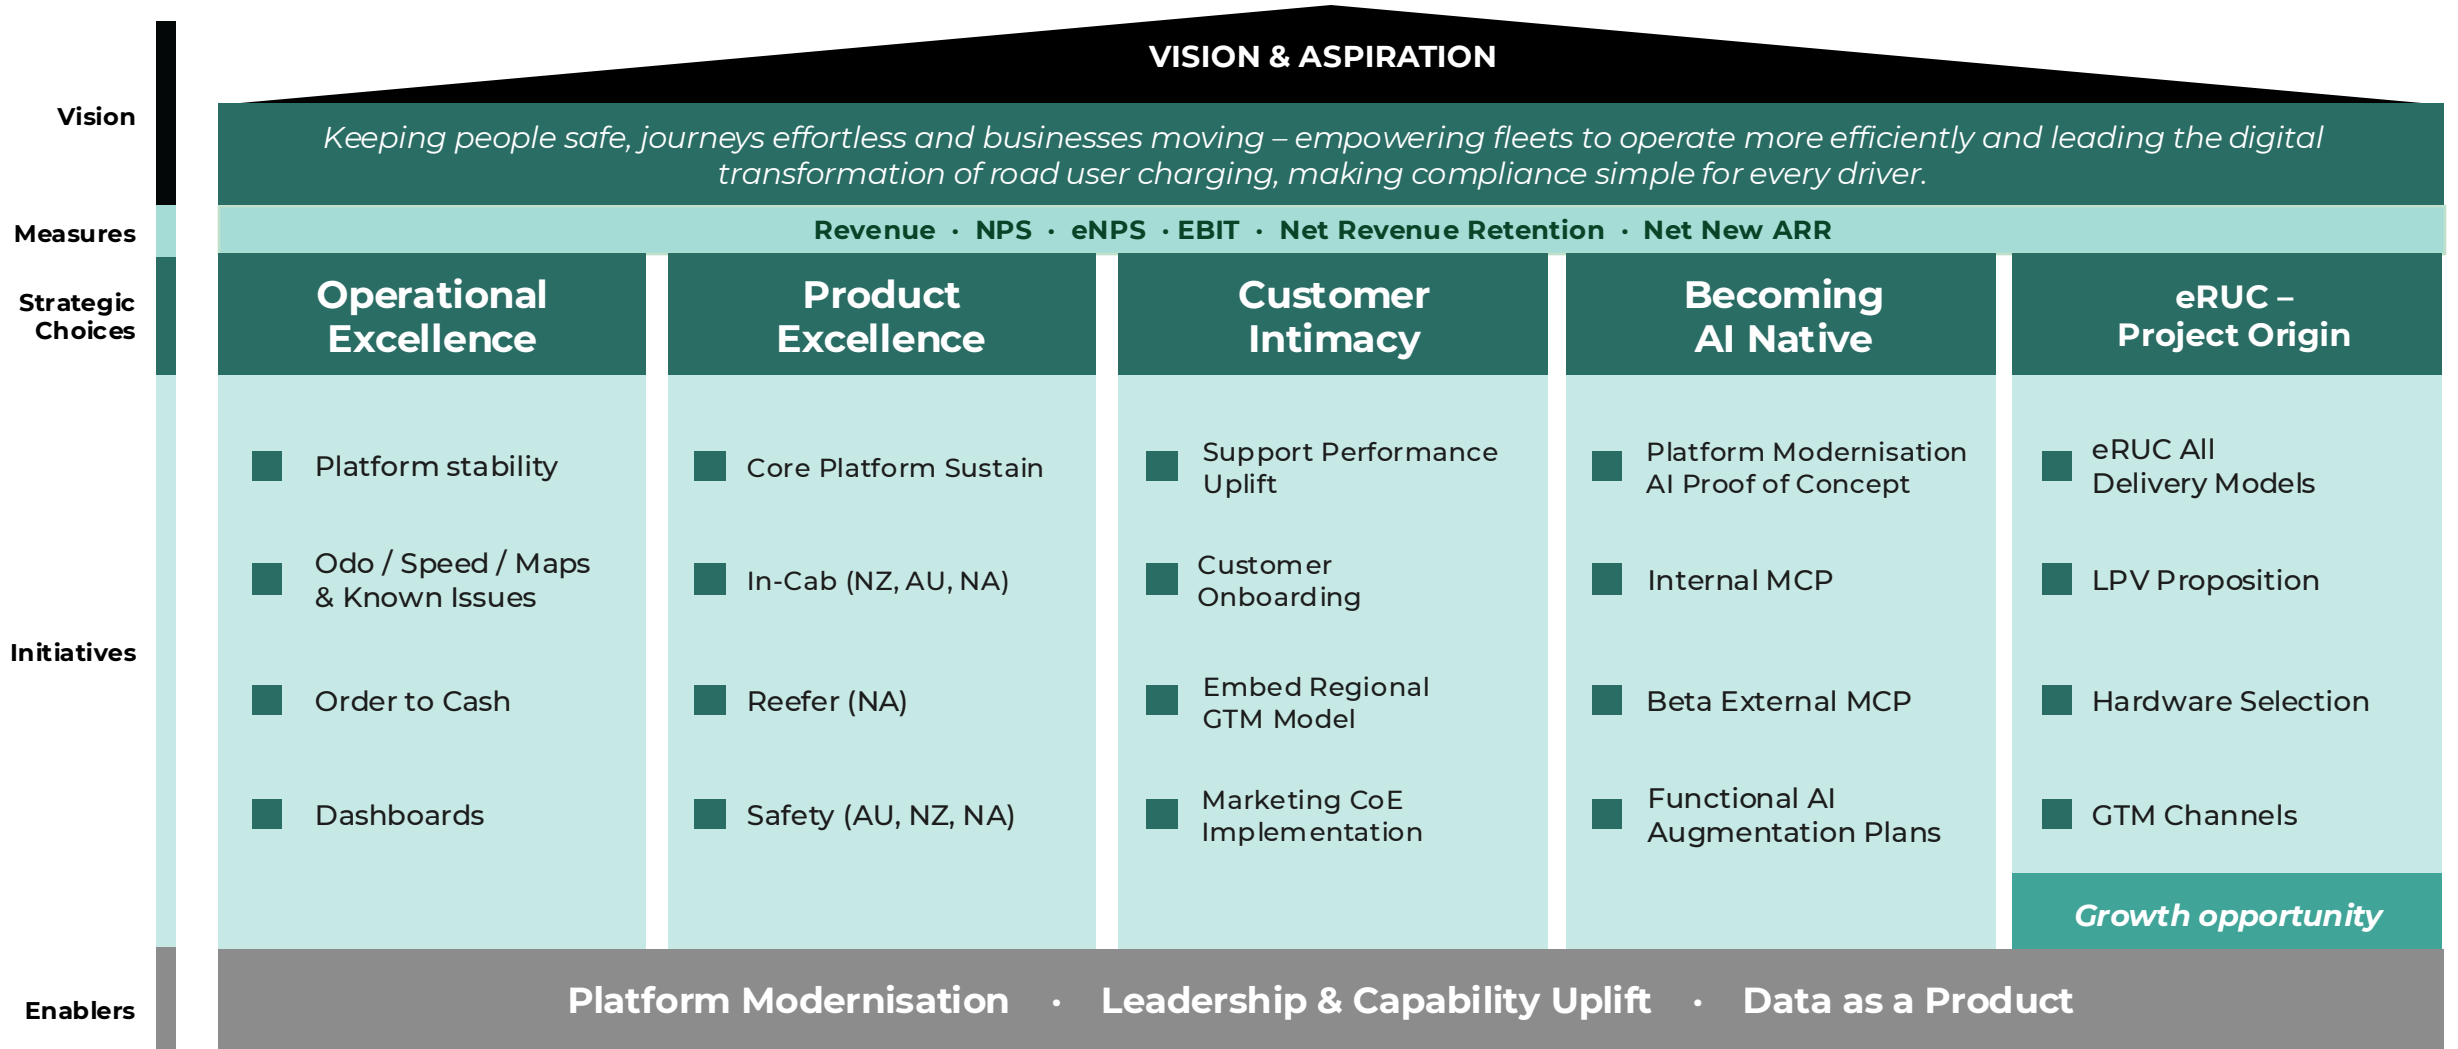 VISION & ASPIRATION
Vision
Keeping people safe, journeys effortless and businesses moving – empowering fleets to operate more efficiently and leading the digital
transformation of road user charging, making compliance simple for every driver.
Measures
Revenue · NPS · eNPS · EBIT · Net Revenue Retention · Net New ARR
Strategic
Choices
Operational
Excellence
Product
Excellence
Customer
Intimacy
Becoming
AI Native
eRUC –
Project Origin
Initiatives
Platform stability
Odo / Speed / Maps
& Known Issues
Order to Cash
Dashboards
Core Platform Sustain
In-Cab (NZ, AU, NA)
Reefer (NA)
Safety (AU, NZ, NA)
Support Performance
Uplift
Customer
Onboarding
Embed Regional
GTM Model
Marketing CoE
Implementation
Platform Modernisation
AI Proof of Concept
Internal MCP
Beta External MCP
Functional AI
Augmentation Plans
eRUC All
Delivery Models
LPV Proposition
Hardware Selection
GTM Channels
Growth opportunity
Enablers
Platform Modernisation · Leadership & Capability Uplift · Data as a Product